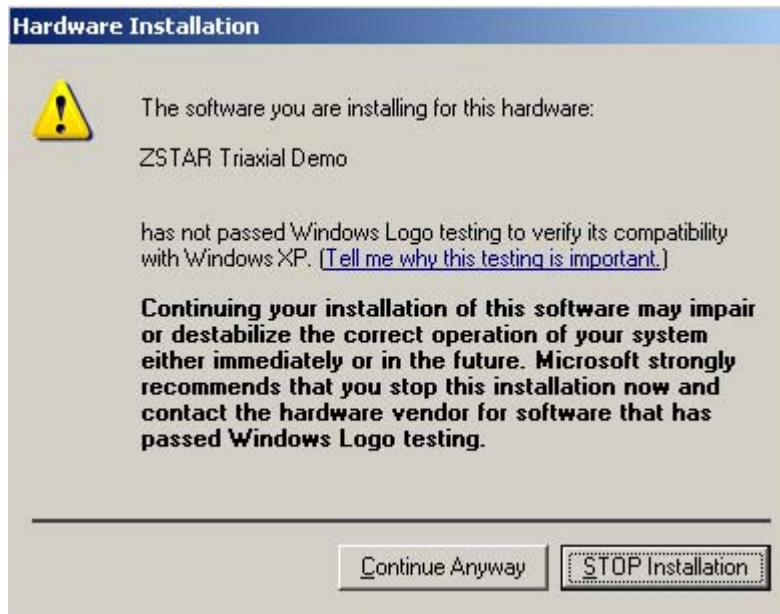 Hardware Installation
The software you are installing for this hardware:
ZSTAR Triaxial Demo
has not passed Windows Logo testing to verify its compatibility
with Windows XP. (Tell me why this testing is important.)
Continuing your installation of this software may impair
or destabilize the correct operation of your system
either immediately or in the future. Microsoft strongly
recommends that you stop this installation now and
contact the hardware vendor for software that has
passed Windows Logo testing.
Continue Anyway STOP Installation